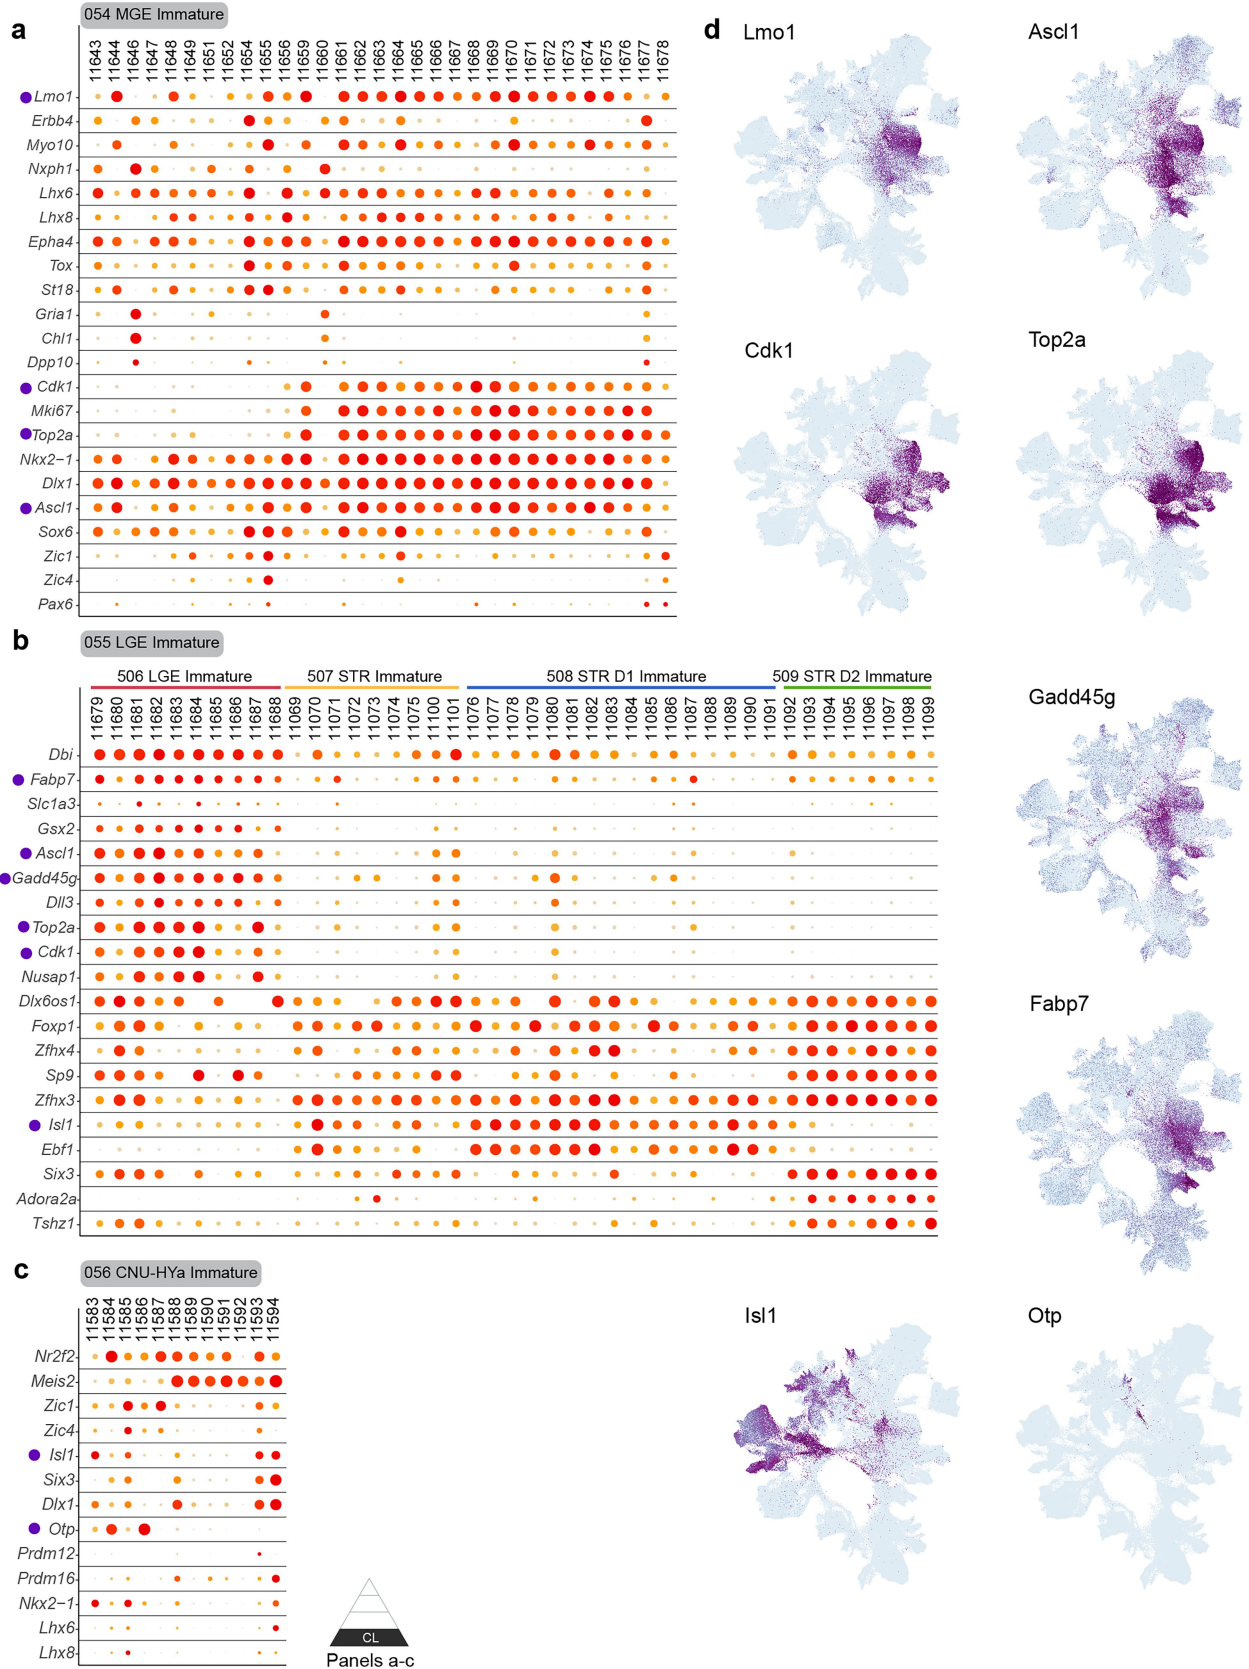 a
054 MGE Immature
11643 11644 11646 11647 11648 11649 11651 11652 11654 11655 11656 11659 11660 11661 11662 11663 11664 11665 11666 11667 11668 11669 11670 11671 11672 11673 11674 11675 11676 11677 11678
Lmo1
Erbb4
Myo10
Nxph1
Lhx6
Lhx8
Epha4
Tox
St18
Gria1
Chl1
Dpp10
Cdk1
Mki67
Top2a
Nkx2−1
Dlx1
Ascl1
Sox6
Zic1
Zic4
Pax6
b
055 LGE Immature
506 LGE Immature 507 STR Immature 508 STR D1 Immature 509 STR D2 Immature
11679 11680 11681 11682 11683 11684 11685 11686 11687 11688 11069 11070 11071 11072 11073 11074 11075 11100 11101 11076 11077 11078 11079 11080 11081 11082 11083 11084 11085 11086 11087 11088 11089 11090 11091 11092 11093 11094 11095 11096 11097 11098 11099
Dbi
Fabp7
Slc1a3
Gsx2
Ascl1
Gadd45g
Dll3
Top2a
Cdk1
Nusap1
Dlx6os1
Foxp1
Zfhx4
Sp9
Zfhx3
Isl1
Ebf1
Six3
Adora2a
Tshz1
c
056 CNU-HYa Immature
11583 11584 11585 11586 11587 11588 11589 11590 11591 11592 11593 11594
Nr2f2
Meis2
Zic1
Zic4
Isl1
Six3
Dlx1
Otp
Prdm12
Prdm16
Nkx2−1
Lhx6
Lhx8
CL
Panels a-c
d
Lmo1
Ascl1
Cdk1
Top2a
Gadd45g
Fabp7
Isl1
Otp